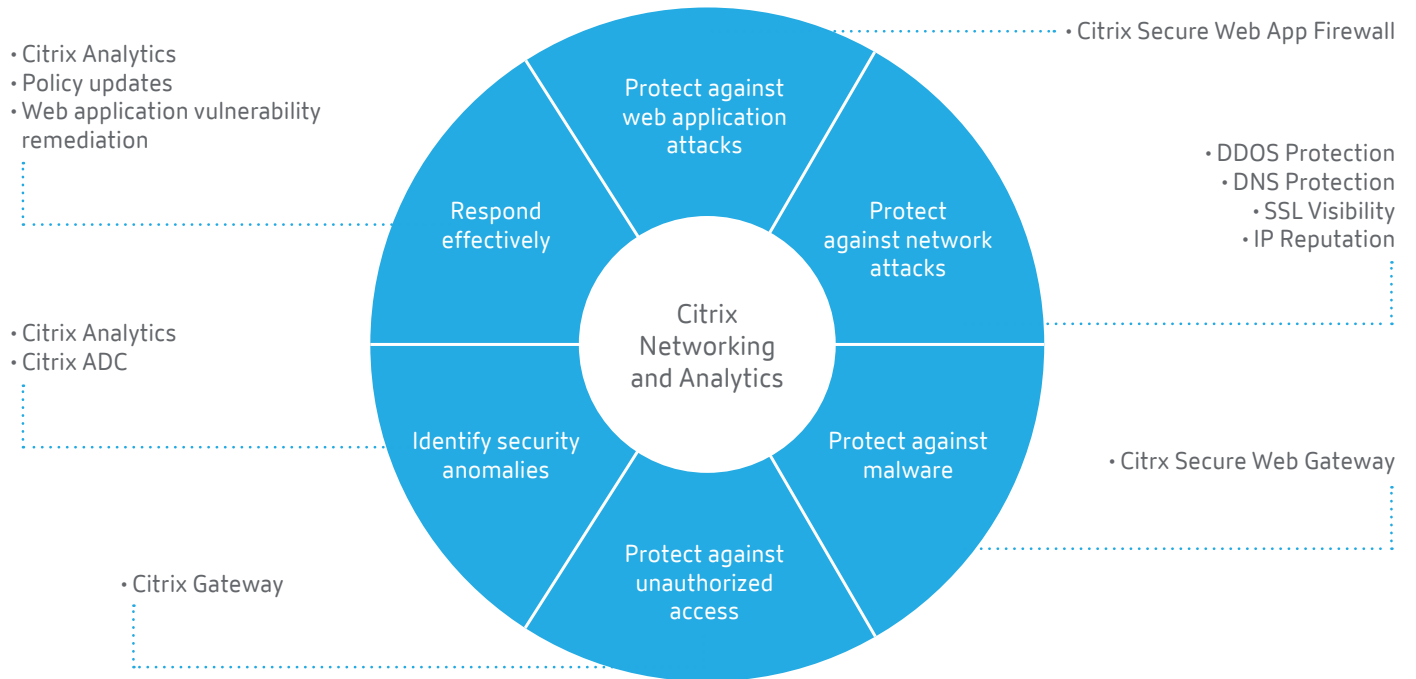 • Citrix Analytics
• Policy updates
• Web application vulnerability
remediation
• Citrix Analytics
• Citrix ADC
• Citrix Gateway
Protect against
web application
attacks
Protect
against network
attacks
Protect against
malware
Protect against
unauthorized
access
Identify security
anomalies
Respond
effectively
Citrix
Networking
and Analytics
• Citrix Secure Web App Firewall
• DDOS Protection
• DNS Protection
• SSL Visibility
• IP Reputation
• Citrx Secure Web Gateway